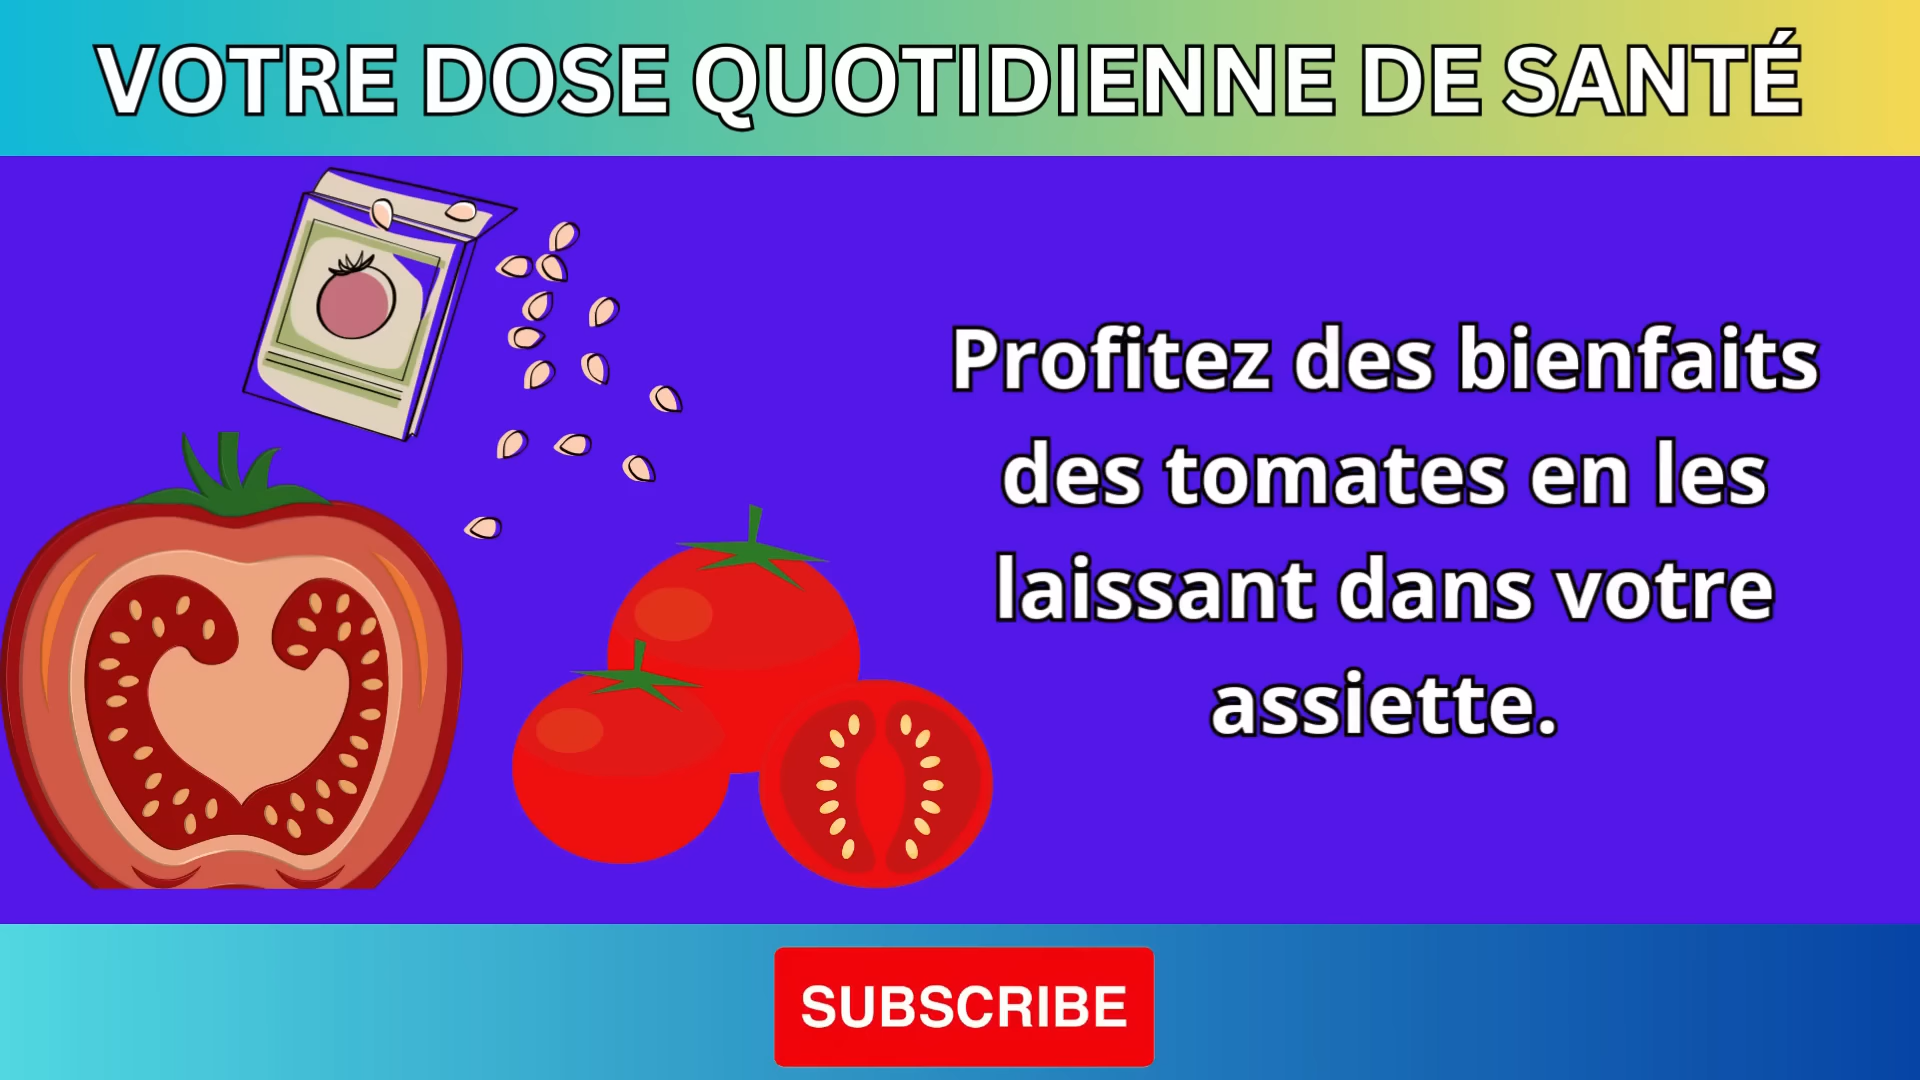 VOTRE DOSE QUOTIDIENNE DE SANTÉ
Profitez des bienfaits
des tomates en les
laissant dans votre
assiette.
SUBSCRIBE